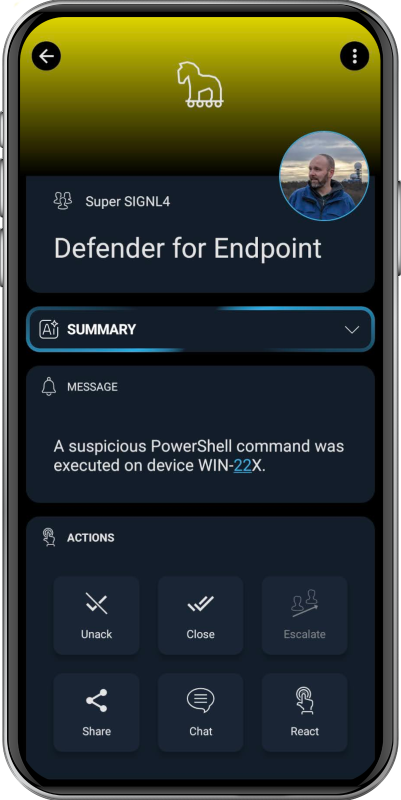 Super SIGNL4
Defender for Endpoint
Ai SUMMARY
MESSAGE
A suspicious PowerShell command was
executed on device WIN-22X.
ACTIONS
Unack Close Escalate
Share Chat React